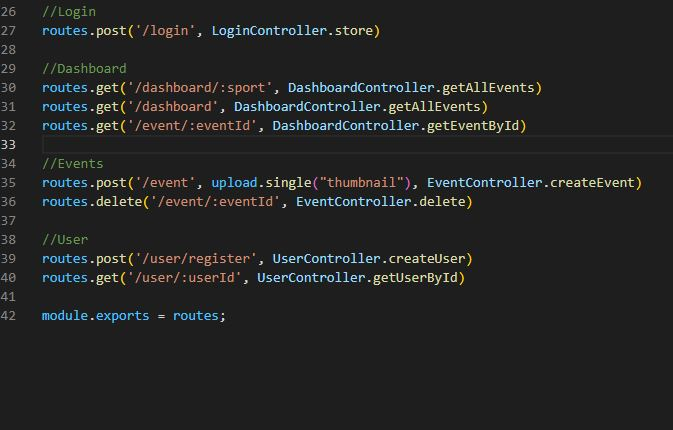 26 //Login
27 routes.post('/login', LoginController.store)
28
29 //Dashboard
30 routes.get('/dashboard/:sport', DashboardController.getAllEvents)
31 routes.get('/dashboard', DashboardController.getAllEvents)
32 routes.get('/event/:eventId', DashboardController.getEventById)
33
34 //Events
35 routes.post('/event', upload.single("thumbnail"), EventController.createEvent)
36 routes.delete('/event/:eventId', EventController.delete)
37
38 //User
39 routes.post('/user/register', UserController.createUser)
40 routes.get('/user/:userId', UserController.getUserById)
41
42 module.exports = routes;